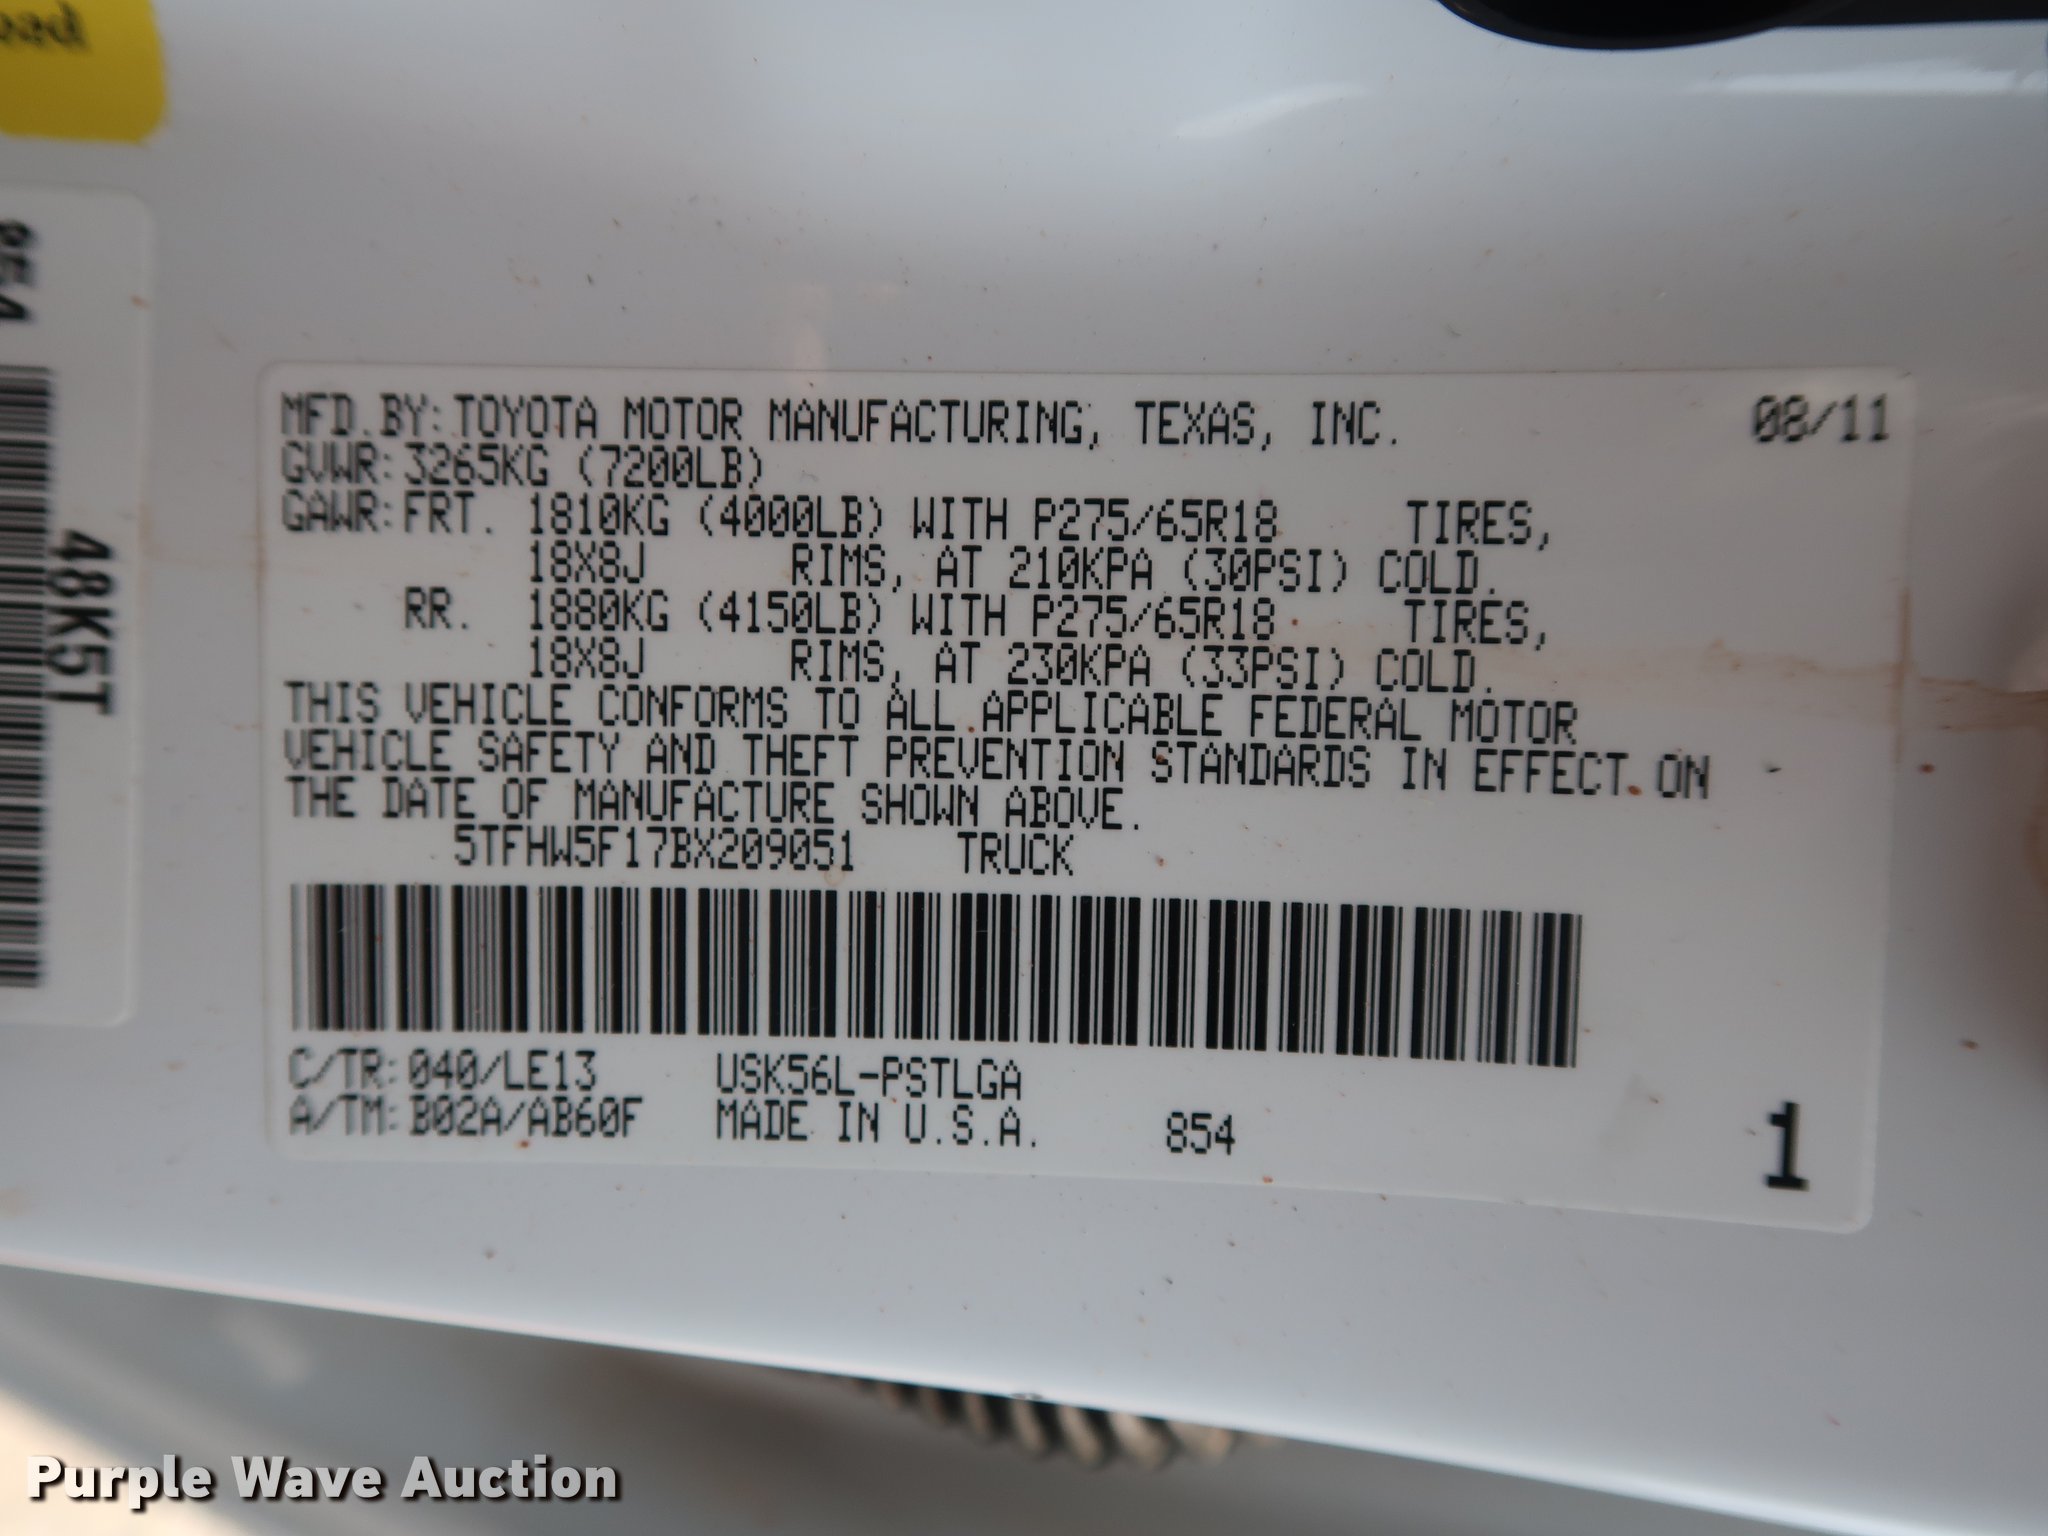 854
48K5T
MFD.BY:TOYOTA MOTOR MANUFACTURING, TEXAS, INC. 08/11
GVWR:3265KG (7200LB)
GAWR:FRT. 1810KG (4000LB) WITH P275/65R18 TIRES,
18X8J RIMS, AT 210KPA (30PSI) COLD.
RR. 1880KG (4150LB) WITH P275/65R18 TIRES,
18X8J RIMS, AT 230KPA (33PSI) COLD.
THIS VEHICLE CONFORMS TO ALL APPLICABLE FEDERAL MOTOR
VEHICLE SAFETY AND THEFT PREVENTION STANDARDS IN EFFECT ON
THE DATE OF MANUFACTURE SHOWN ABOVE.
5TFHW5F17BX209051 TRUCK
C/TR:040/LE13 USK56L-PSTLGA
A/TM:B02A/AB60F MADE IN U.S.A. 854 1
Purple Wave Auction